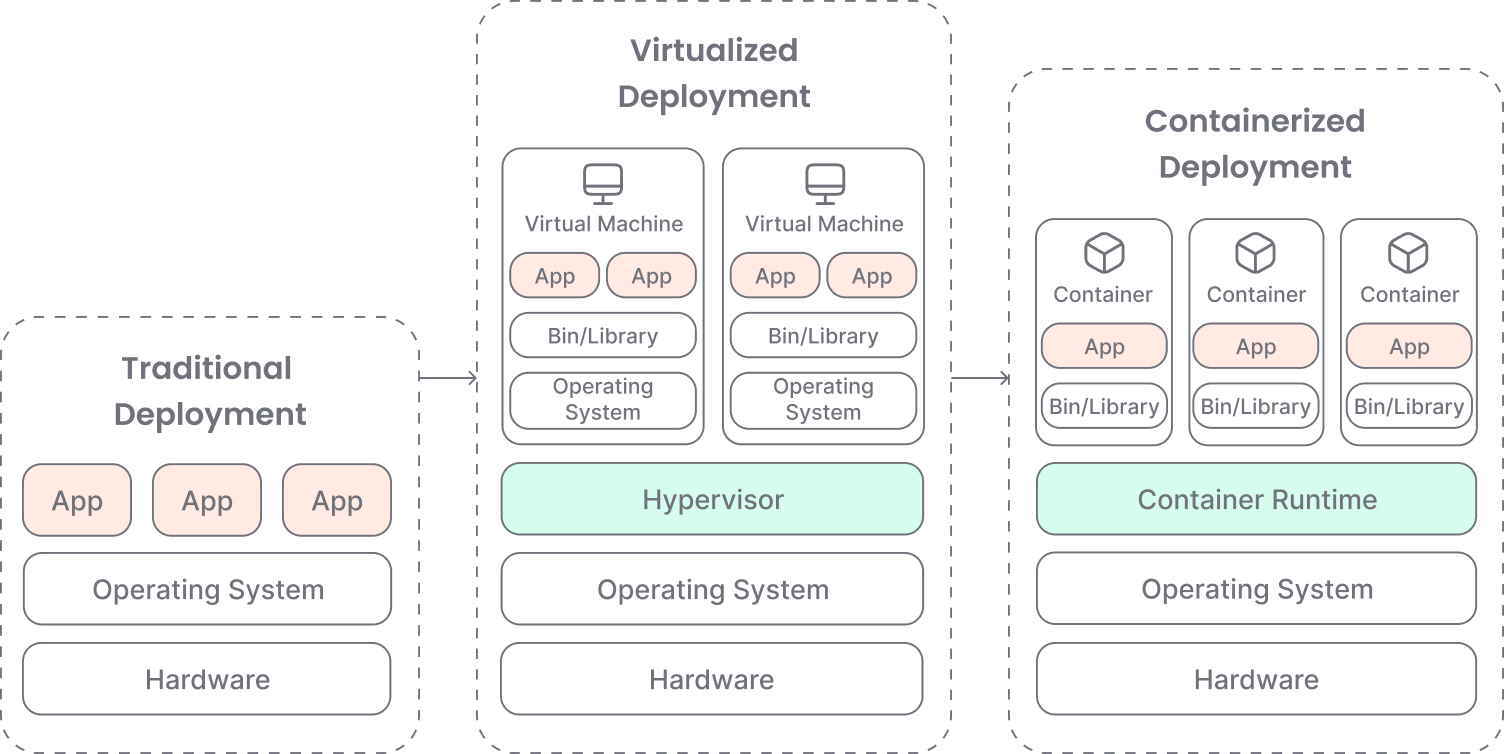 Traditional
Deployment
App
App
App
Operating System
Hardware
Virtualized
Deployment
Virtual Machine
App
App
Bin/Library
Operating
System
Virtual Machine
App
App
Bin/Library
Operating
System
Hypervisor
Operating System
Hardware
Containerized
Deployment
Container
App
Bin/Library
Container
App
Bin/Library
Container
App
Bin/Library
Container Runtime
Operating System
Hardware